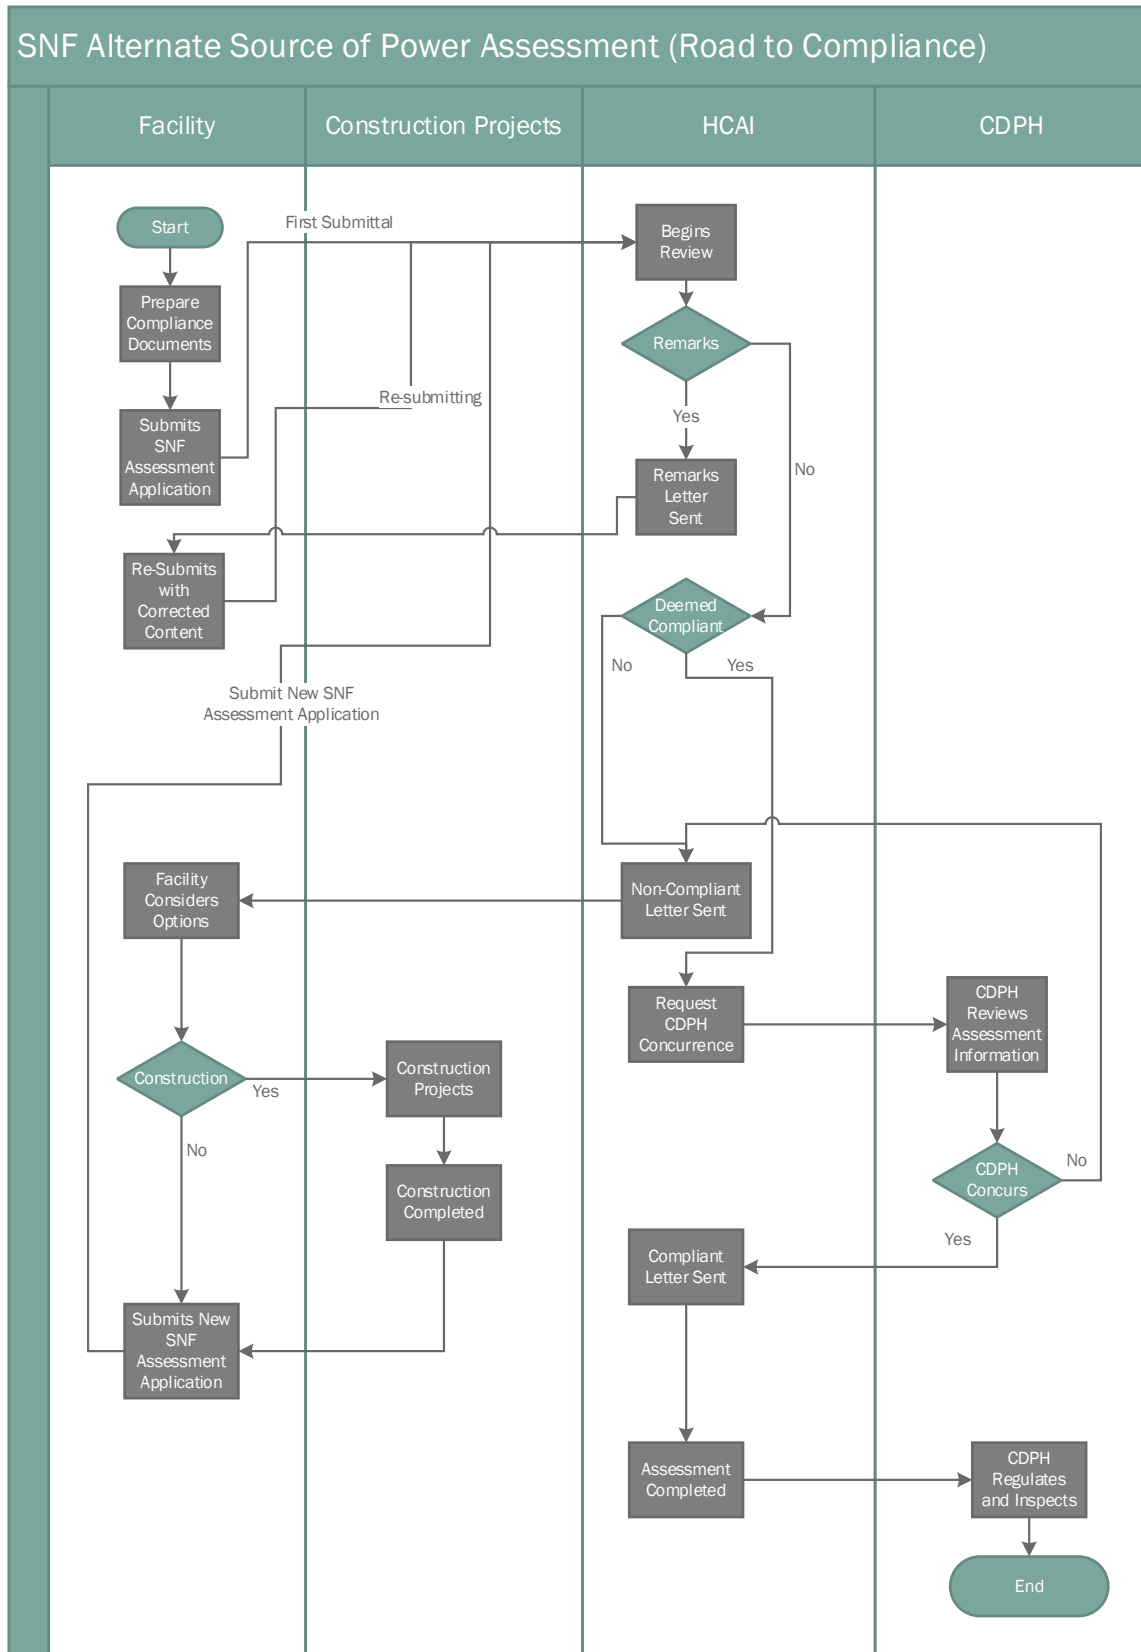 SNF Alternate Source of Power Assessment (Road to Compliance)
Facility
Construction Projects
HCAI
CDPH
Start
First Submittal
Begins
Review
Prepare
Compliance
Documents
Remarks
Re-submitting
Yes
No
Submits
SNF
Assessment
Application
Remarks
Letter
Sent
Re-Submits
with
Corrected
Content
Deemed
Compliant
No
Yes
Submit New SNF
Assessment Application
Facility
Considers
Options
Non-Compliant
Letter Sent
Request
CDPH
Concurrence
CDPH
Reviews
Assessment
Information
Construction
Yes
No
Construction
Projects
Construction
Completed
CDPH
Concurs
No
Yes
Compliant
Letter Sent
Submits New
SNF
Assessment
Application
Assessment
Completed
CDPH
Regulates
and Inspects
End